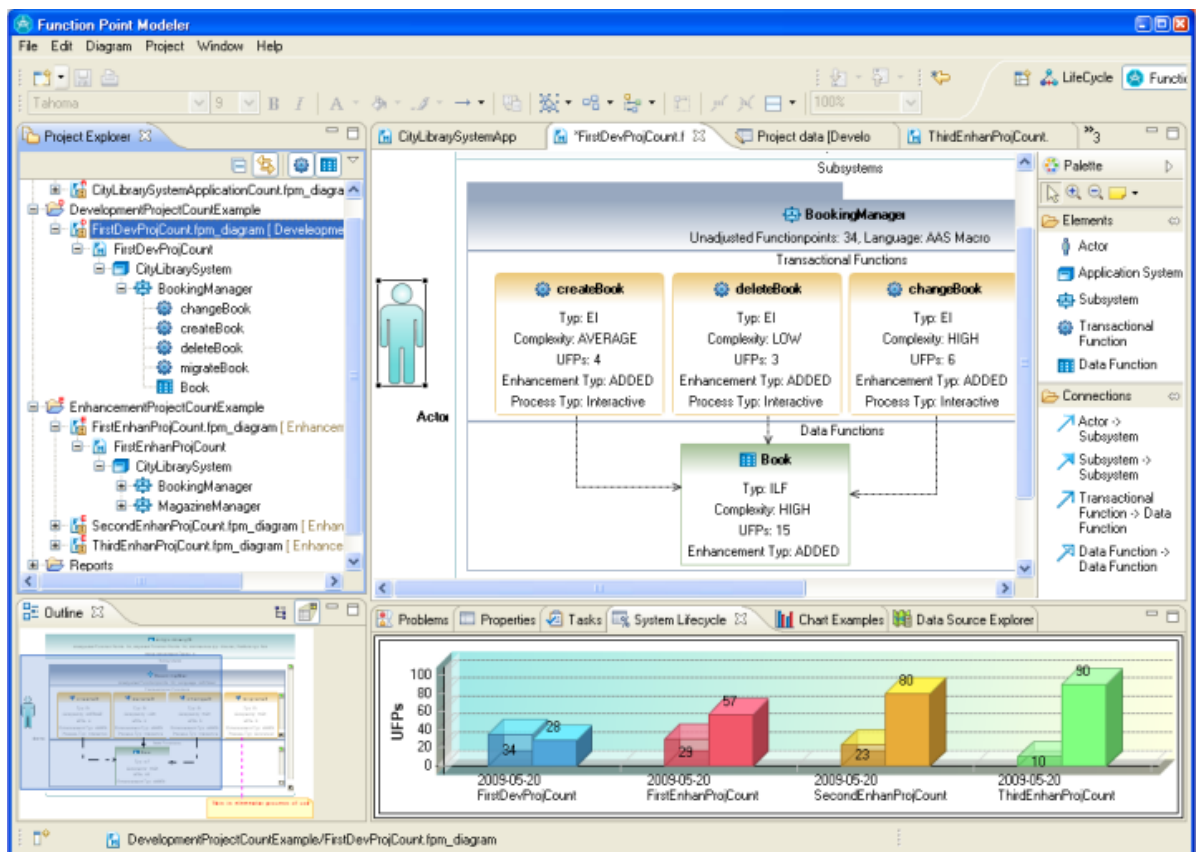 Function Point Modeler
File Edit Diagram Project Window Help
LifeCycle Functi
Tahoma 9 B I A 100%
Project Explorer
CityLibrarySystemApplicationCount.fpm_diagra
DevelopmentProjectCountExample
FirstDevProjCount.fpm_diagram [ Develeopme
FirstDevProjCount
CityLibrarySystem
BookingManager
changeBook
createBook
deleteBook
migrateBook
Book
EnhancementProjectCountExample
FirstEnhanProjCount.fpm_diagram [ Enhancem
FirstEnhanProjCount
CityLibrarySystem
BookingManager
MagazineManager
SecondEnhanProjCount.fpm_diagram [ Enhan
ThirdEnhanProjCount.fpm_diagram [ Enhance
Reports
CityLibrarySystemApp *FirstDevProjCount.f Project data [Develo ThirdEnhanProjCount. »3
Subsystems
BookingManager
Unadjusted Functionpoints: 34, Language: AAS Macro
Transactional Functions
createBook
Typ: EI
Complexity: AVERAGE
UFPs: 4
Enhancement Typ: ADDED
Process Typ: Interactive
deleteBook
Typ: EI
Complexity: LOW
UFPs: 3
Enhancement Typ: ADDED
Process Typ: Interactive
changeBook
Typ: EI
Complexity: HIGH
UFPs: 6
Enhancement Typ: ADDED
Process Typ: Interactive
Actor
Data Functions
Book
Typ: ILF
Complexity: HIGH
UFPs: 15
Enhancement Typ: ADDED
Palette
Elements
Actor
Application System
Subsystem
Transactional
Function
Data Function
Connections
Actor ->
Subsystem
Subsystem ->
Subsystem
Transactional
Function -> Data
Function
Data Function ->
Data Function
Outline
Problems Properties Tasks System Lifecycle Chart Examples Data Source Explorer
UFPs
100
80
60
40
20
0
34 28
29 57
23 80
10 90
2009-05-20 2009-05-20 2009-05-20 2009-05-20
FirstDevProjCount FirstEnhanProjCount SecondEnhanProjCount ThirdEnhanProjCount
DevelopmentProjectCountExample/FirstDevProjCount.fpm_diagram